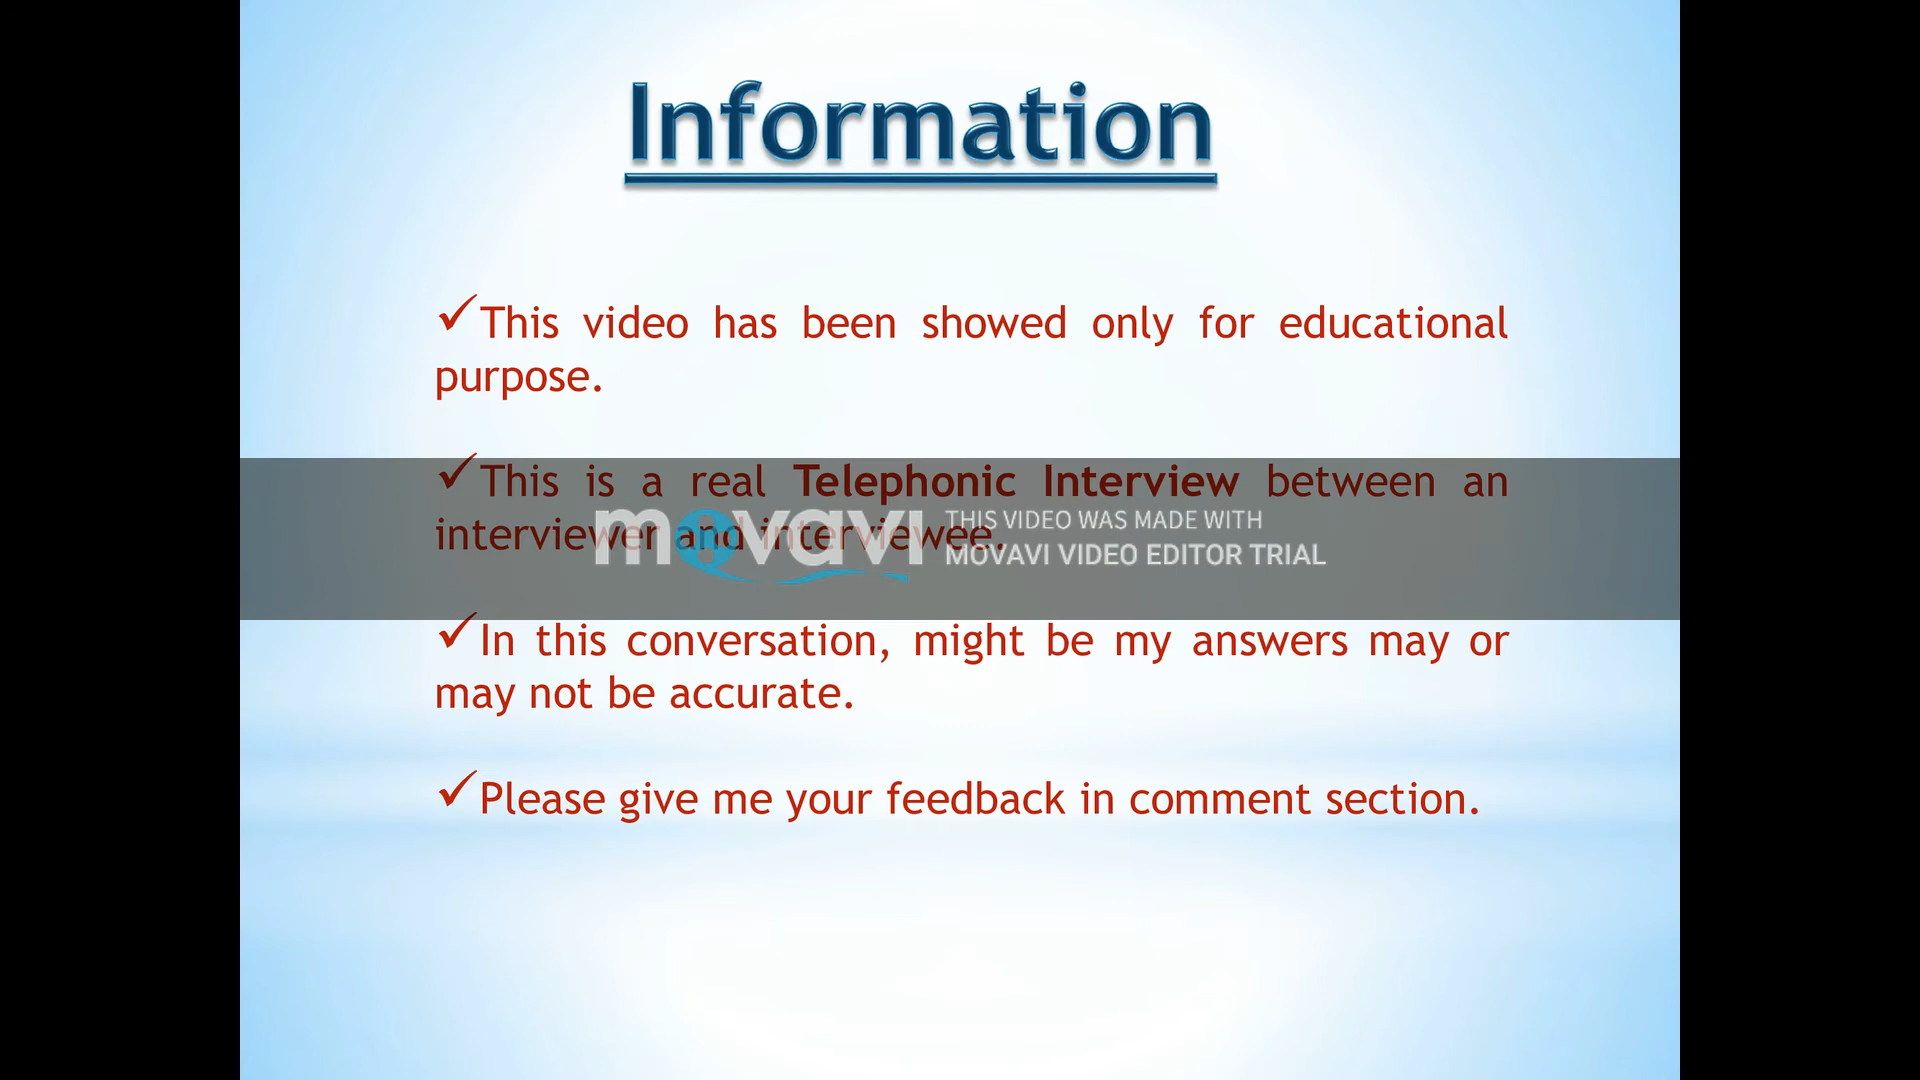 Information
✓This video has been showed only for educational
purpose.
✓This is a real Telephonic Interview between an
interviewer and interviewee.
movavi
THIS VIDEO WAS MADE WITH
MOVAVI VIDEO EDITOR TRIAL
✓In this conversation, might be my answers may or
may not be accurate.
✓Please give me your feedback in comment section.